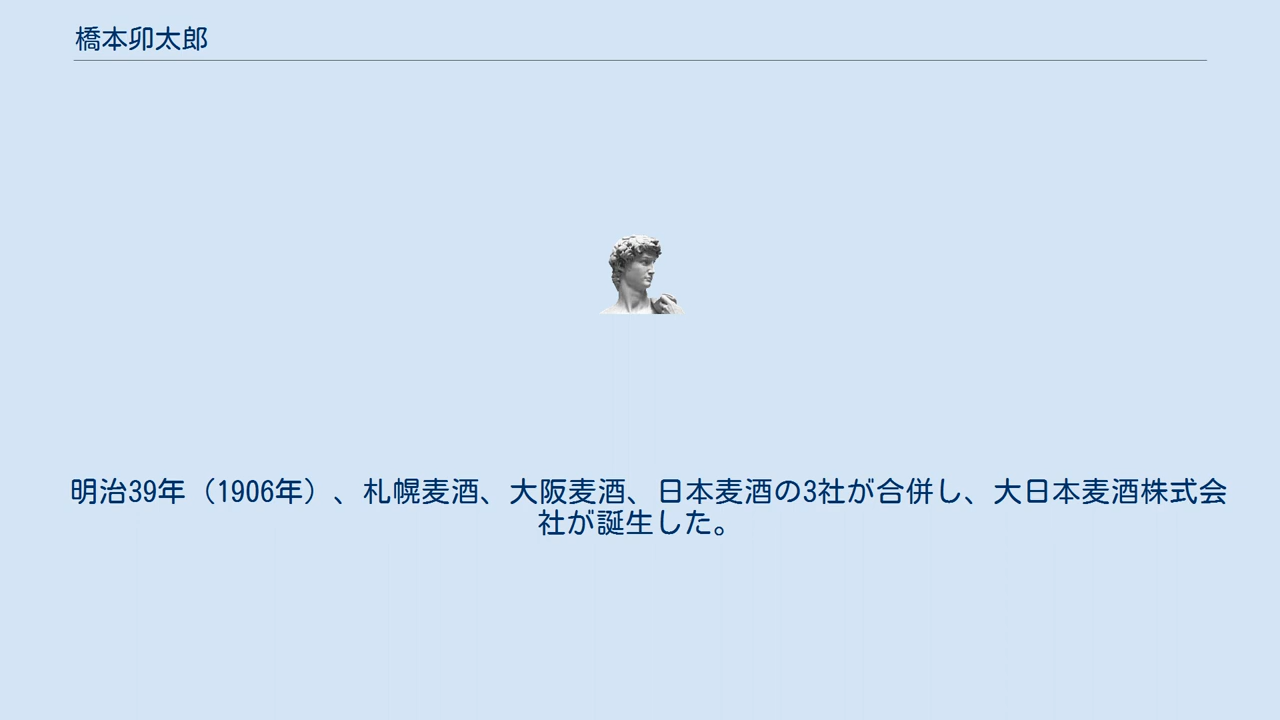 橋本卯太郎
明治39年（1906年）、札幌麦酒、大阪麦酒、日本麦酒の3社が合併し、大日本麦酒株式会
社が誕生した。